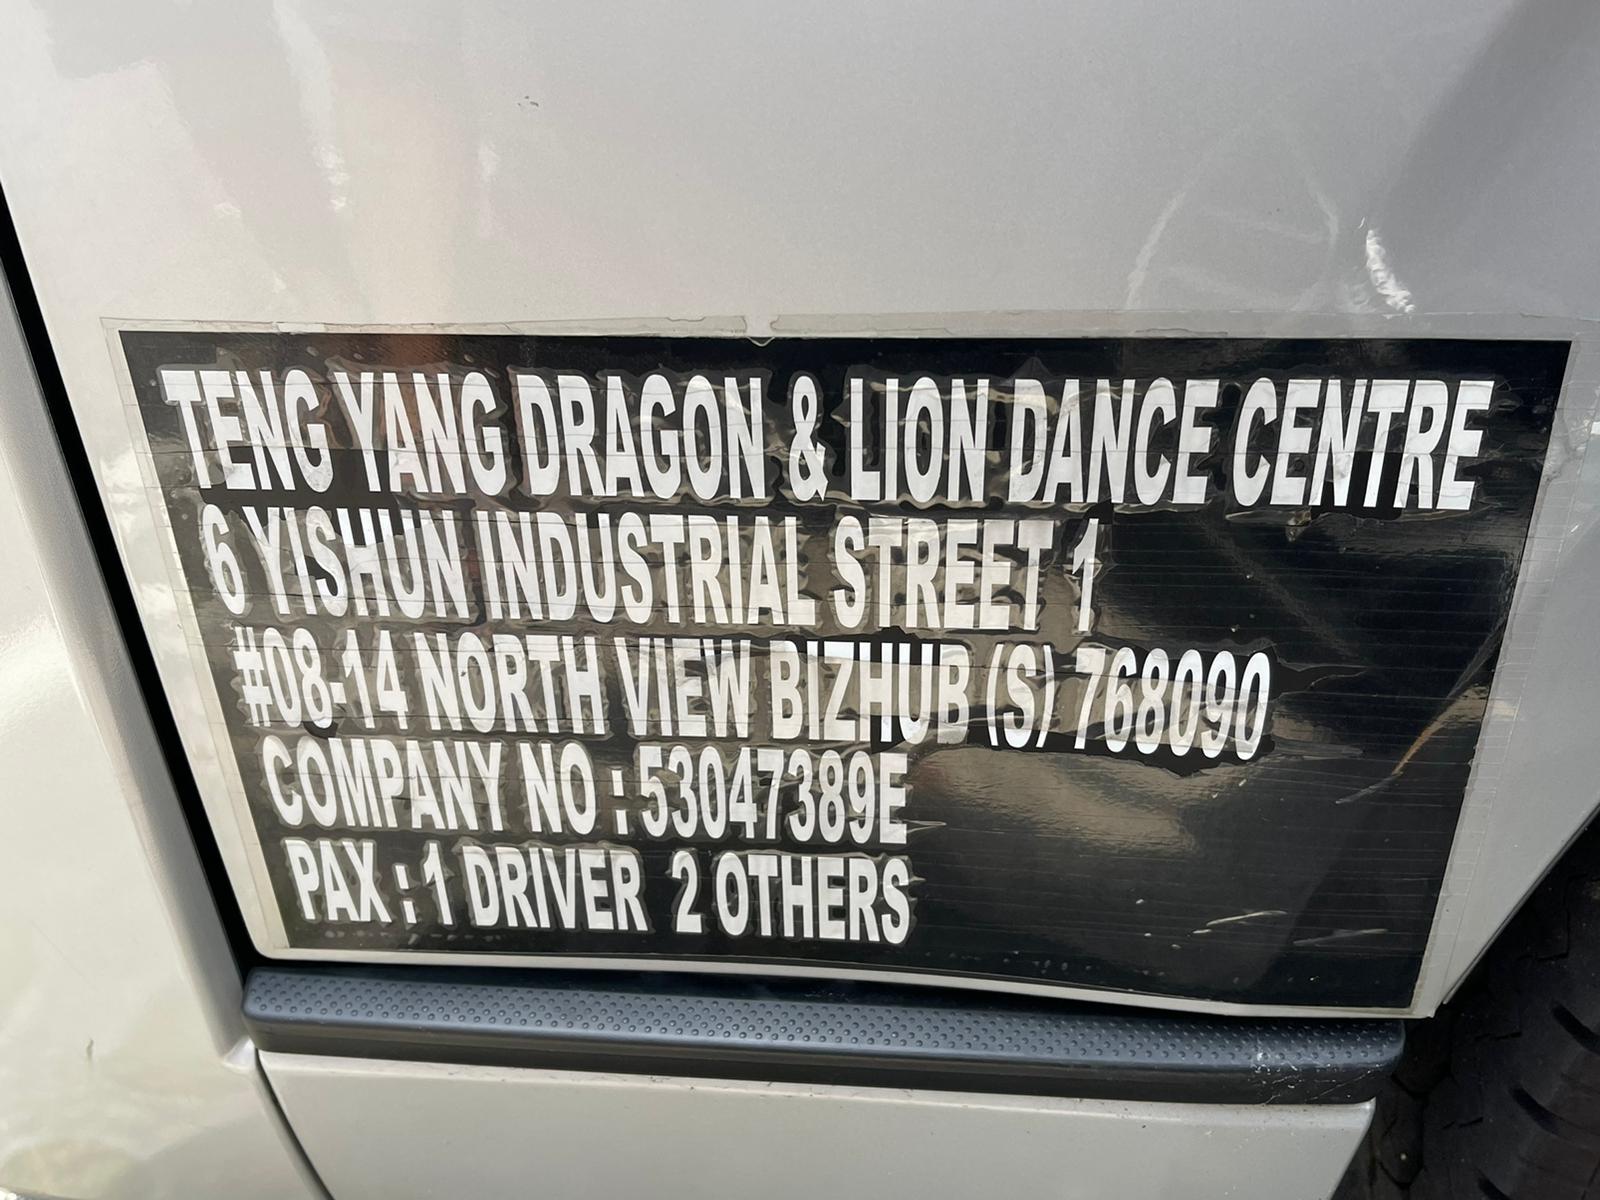 TENG YANG DRAGON & LION DANCE CENTRE
6 YISHUN INDUSTRIAL STREET 1
#08-14 NORTH VIEW BIZHUB (S) 768090
COMPANY NO : 53047389E
PAX : 1 DRIVER 2 OTHERS